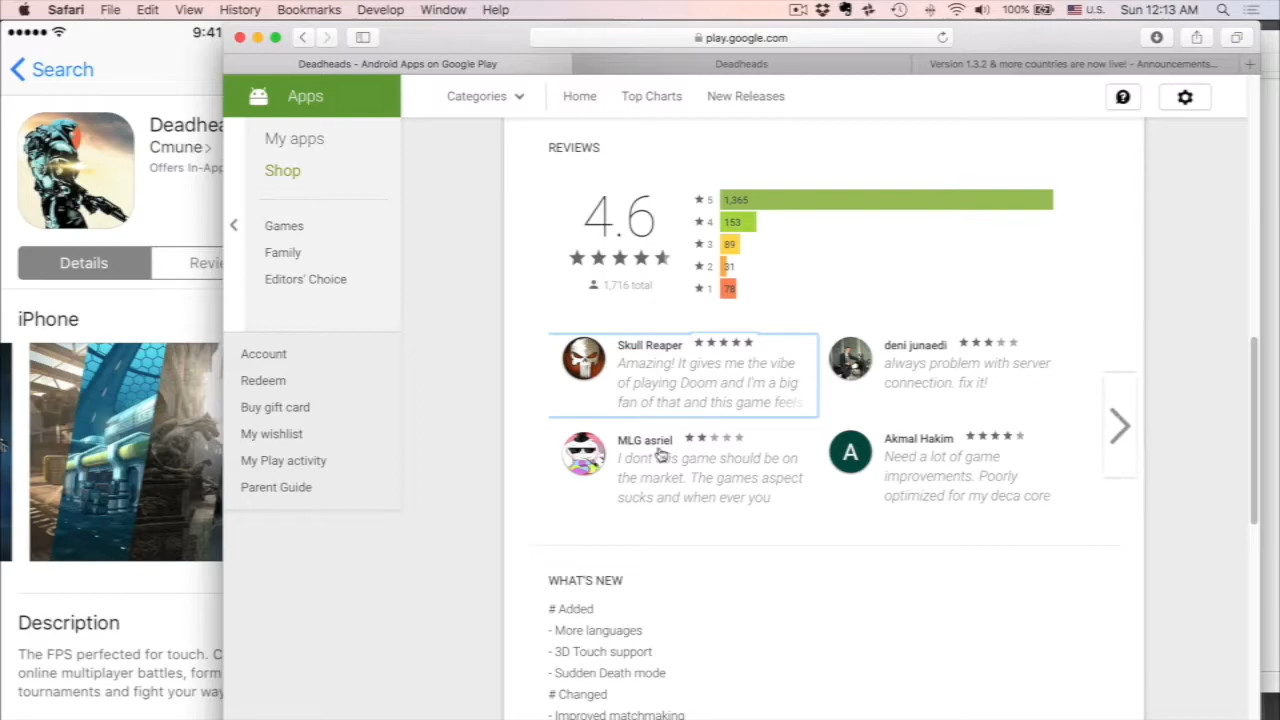 Safari File Edit View History Bookmarks Develop Window Help
100% U.S. Sun 12:13 AM
9:41
Search
Deadhe
Cmune >
Offers In-App
Details
Revie
iPhone
Description
The FPS perfected for touch. C
online multiplayer battles, form
tournaments and fight your way
play.google.com
Deadheads - Android Apps on Google Play
Deadheads
Version 1.3.2 & more countries are now live! - Announcements...
Apps
Categories
Home
Top Charts
New Releases
My apps
Shop
Games
Family
Editors' Choice
Account
Redeem
Buy gift card
My wishlist
My Play activity
Parent Guide
REVIEWS
4.6
1,716 total
5 1,365
4 153
3 89
2 31
1 78
Skull Reaper
Amazing! It gives me the vibe
of playing Doom and I'm a big
fan of that and this game feels
deni junaedi
always problem with server
connection. fix it!
MLG asriel
I dont this game should be on
the market. The games aspect
sucks and when ever you
A
Akmal Hakim
Need a lot of game
improvements. Poorly
optimized for my deca core
WHAT'S NEW
# Added
- More languages
- 3D Touch support
- Sudden Death mode
# Changed
- Improved matchmaking